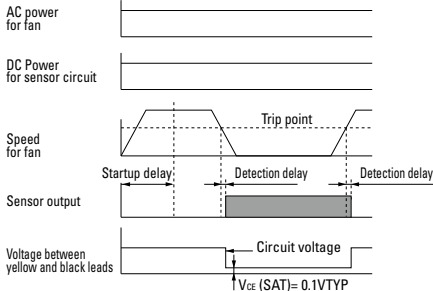 AC power
for fan
DC Power
for sensor circuit
Trip point
Speed
for fan
Startup delay
Detection delay
Detection delay
Sensor output
Circuit voltage
Voltage between
yellow and black leads
VCE (SAT)= 0.1VTYP